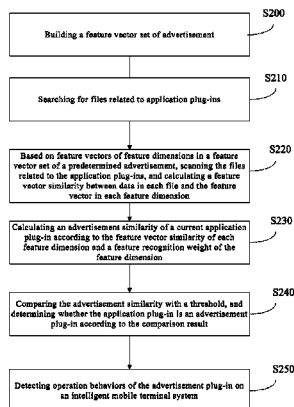 S200
Building a feature vector set of advertisement
S210
Searching for files related to application plug-ins
S220
Based on feature vectors of feature dimensions in a feature
vector set of a predetermined advertisement, scanning the files
related to the application plug-ins, and calculating a feature
vector similarity between data in each file and the feature
vector in each feature dimension
S230
Calculating an advertisement similarity of a current application
plug-in according to the feature vector similarity of each
feature dimension and a feature recognition weight of the
feature dimension
S240
Comparing the advertisement similarity with a threshold, and
determining whether the application plug-in is an advertisement
plug-in according to the comparison result
S250
Detecting operation behaviors of the advertisement plug-in on
an intelligent mobile terminal system